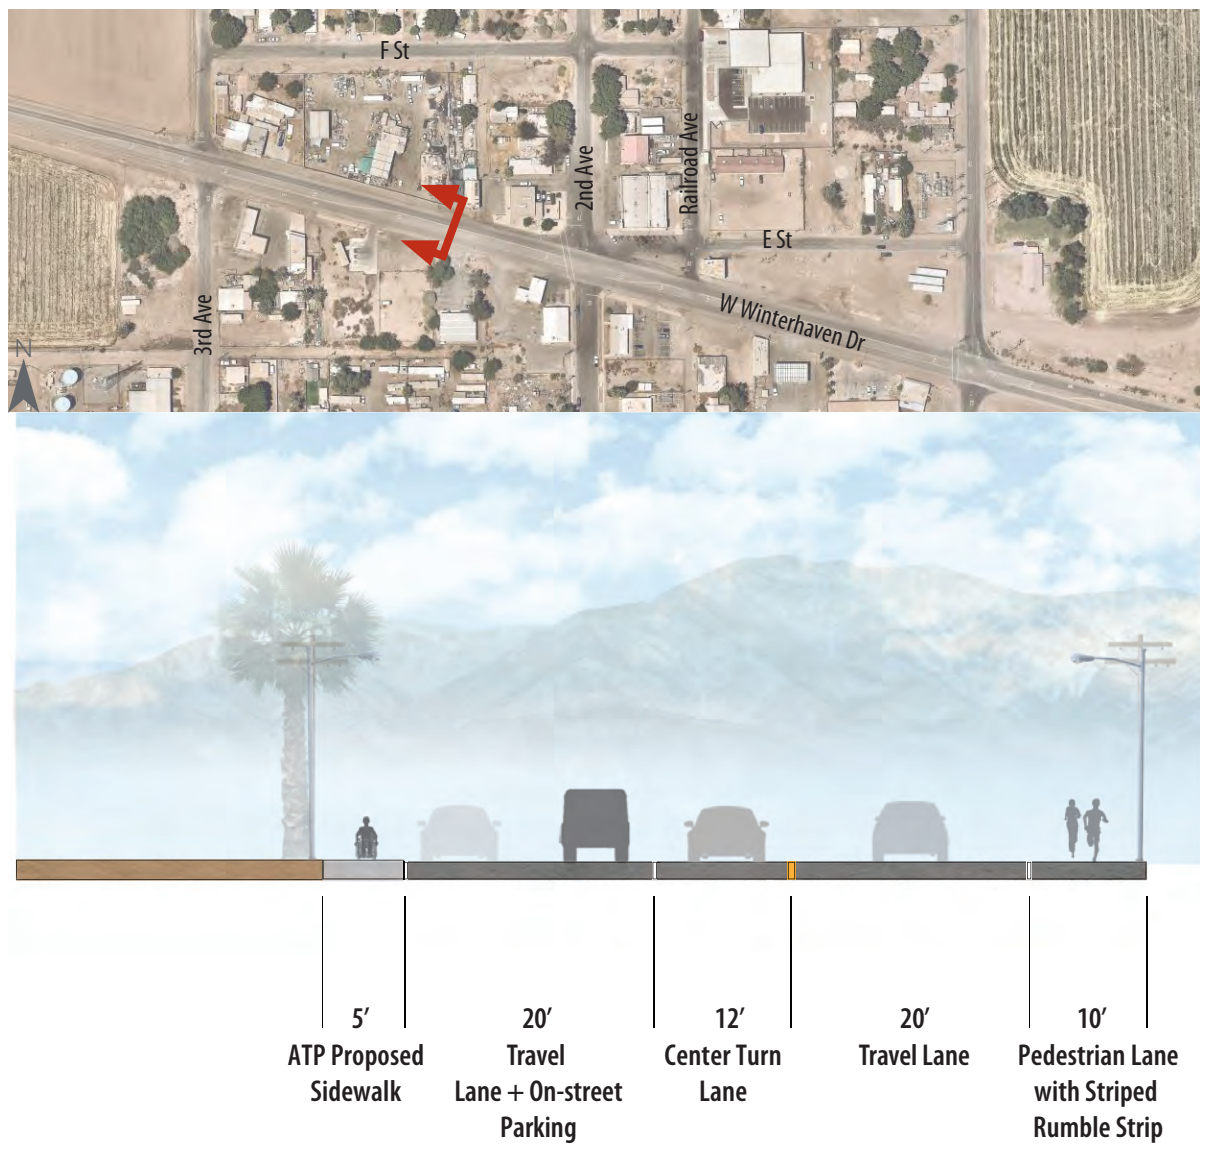 F St
2nd Ave
Railroad Ave
E St
W Winterhaven Dr
3rd Ave
N
5’
ATP Proposed
Sidewalk
20’
Travel
Lane + On-street
Parking
12’
Center Turn
Lane
20’
Travel Lane
10’
Pedestrian Lane
with Striped
Rumble Strip